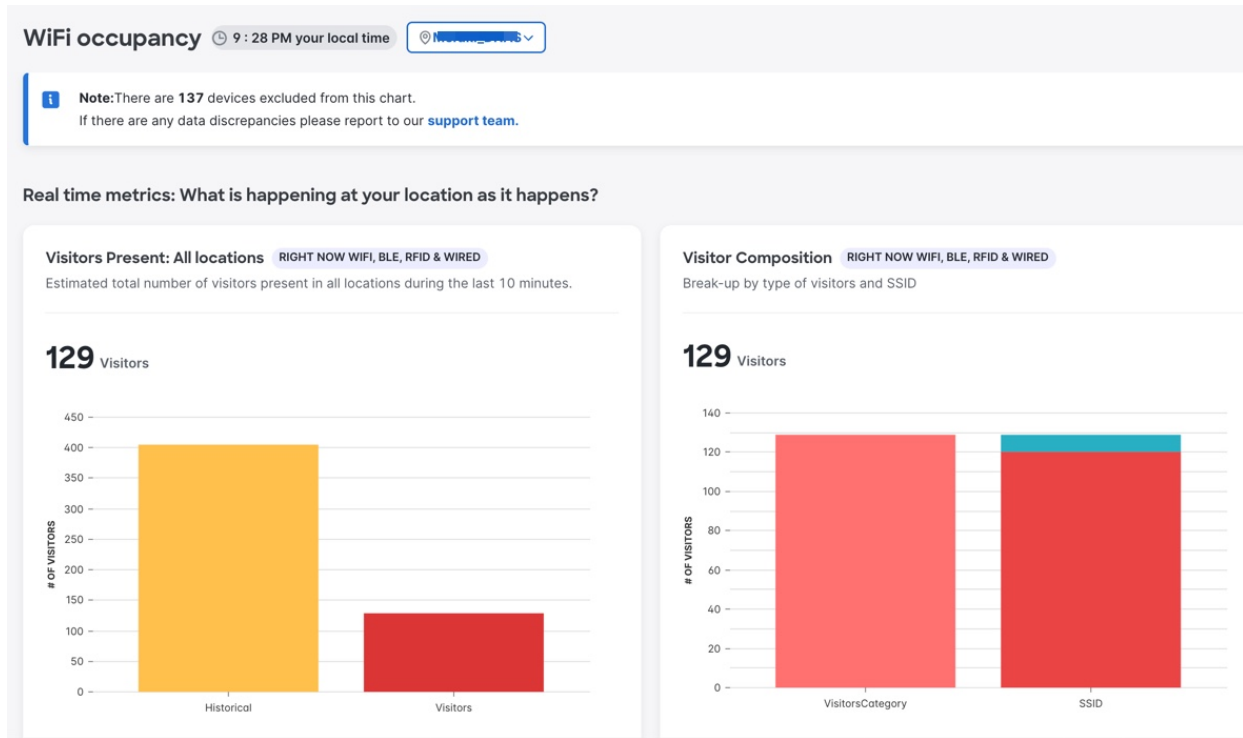 WiFi occupancy 9 : 28 PM your local time
i
Note:There are 137 devices excluded from this chart.
If there are any data discrepancies please report to our support team.
Real time metrics: What is happening at your location as it happens?
Visitors Present: All locations RIGHT NOW WIFI, BLE, RFID & WIRED
Estimated total number of visitors present in all locations during the last 10 minutes.
129 Visitors
# OF VISITORS
450
400
350
300
250
200
150
100
50
0
Historical Visitors
Visitor Composition RIGHT NOW WIFI, BLE, RFID & WIRED
Break-up by type of visitors and SSID
129 Visitors
# OF VISITORS
140
120
100
80
60
40
20
0
VisitorsCategory SSID